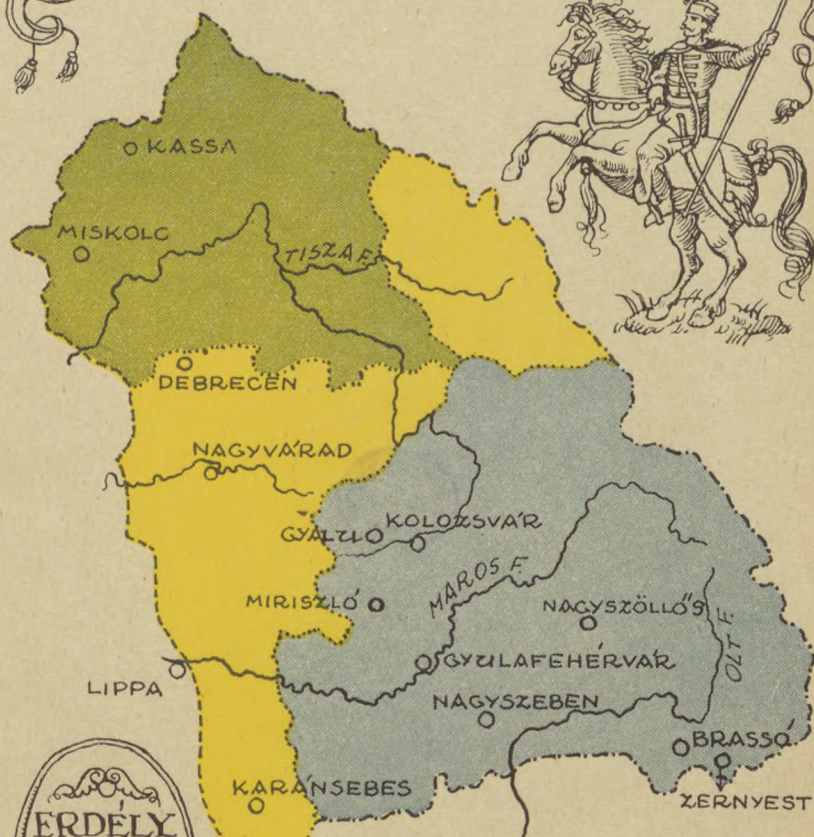 KASSA
MISKOLC
TISZA F.
DEBRECEN
NAGYVÁRAD
GYALU
KOLOZSVÁR
MAROS F.
MIRISZLÓ
NAGYSZÖLLŐS
OLT F.
GYULAFEHÉRVÁR
LIPPA
NAGYSZEBEN
BRASSÓ
KARÁNSEBES
ZERNYEST
ERDÉLY